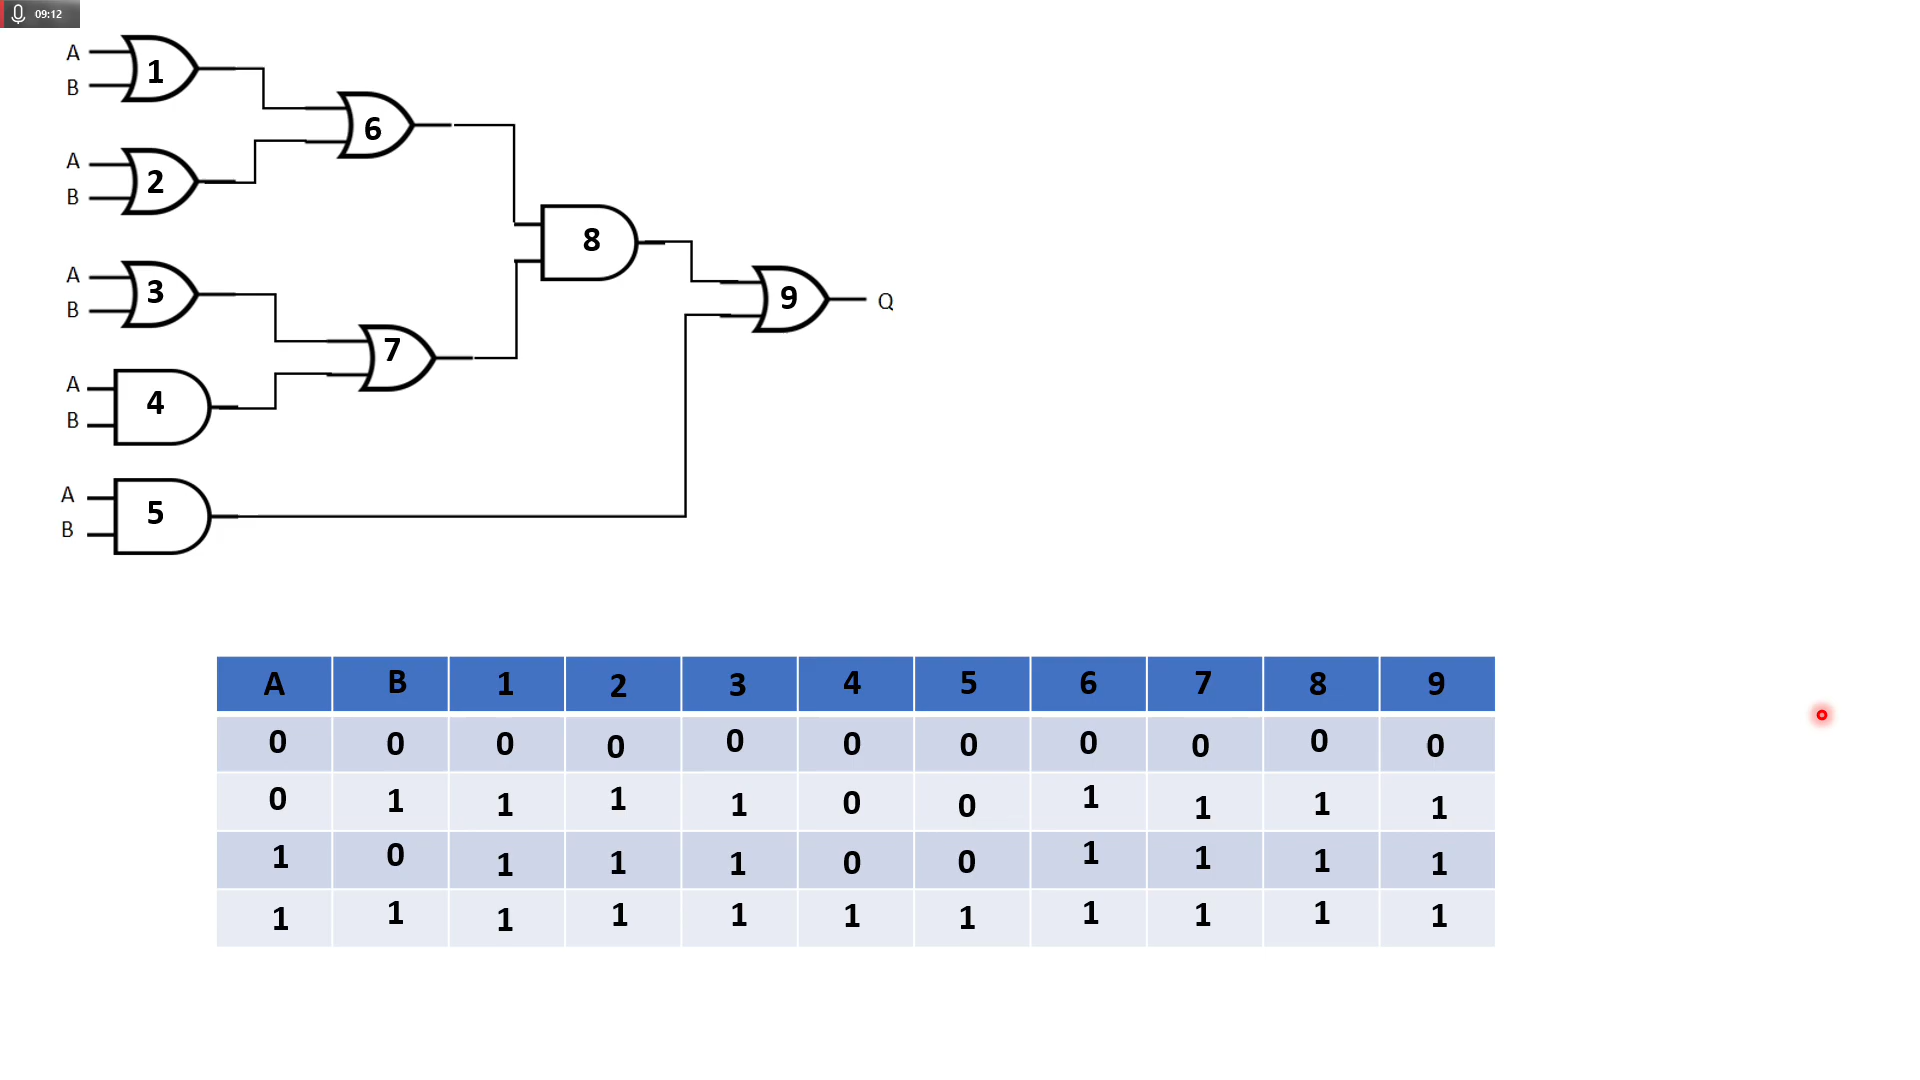 09:12
A
B
1
A
B
2
6
A
B
3
8
9
Q
A
B
4
7
A
B
5
A B 1 2 3 4 5 6 7 8 9
0 0 0 0 0 0 0 0 0 0 0
0 1 1 1 1 0 0 1 1 1 1
1 0 1 1 1 0 0 1 1 1 1
1 1 1 1 1 1 1 1 1 1 1